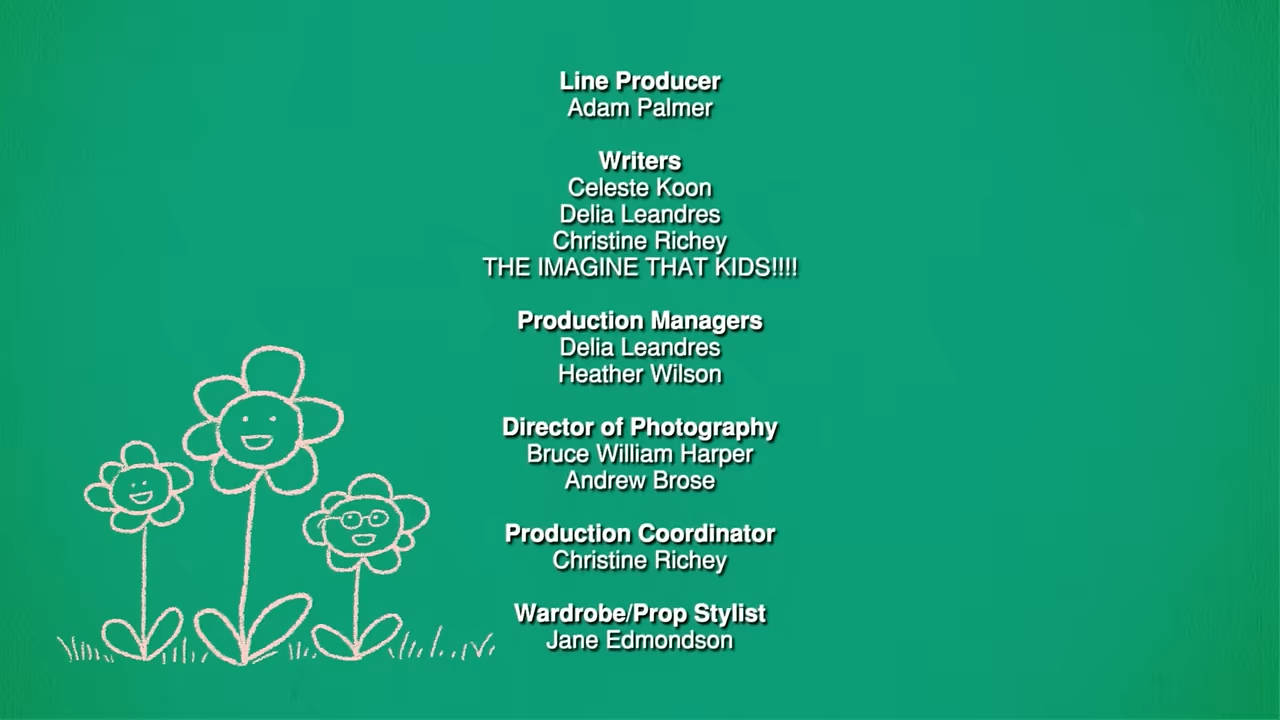 Line Producer
Adam Palmer
Writers
Celeste Koon
Delia Leandres
Christine Richey
THE IMAGINE THAT KIDS!!!!
Production Managers
Delia Leandres
Heather Wilson
Director of Photography
Bruce William Harper
Andrew Brose
Production Coordinator
Christine Richey
Wardrobe/Prop Stylist
Jane Edmondson